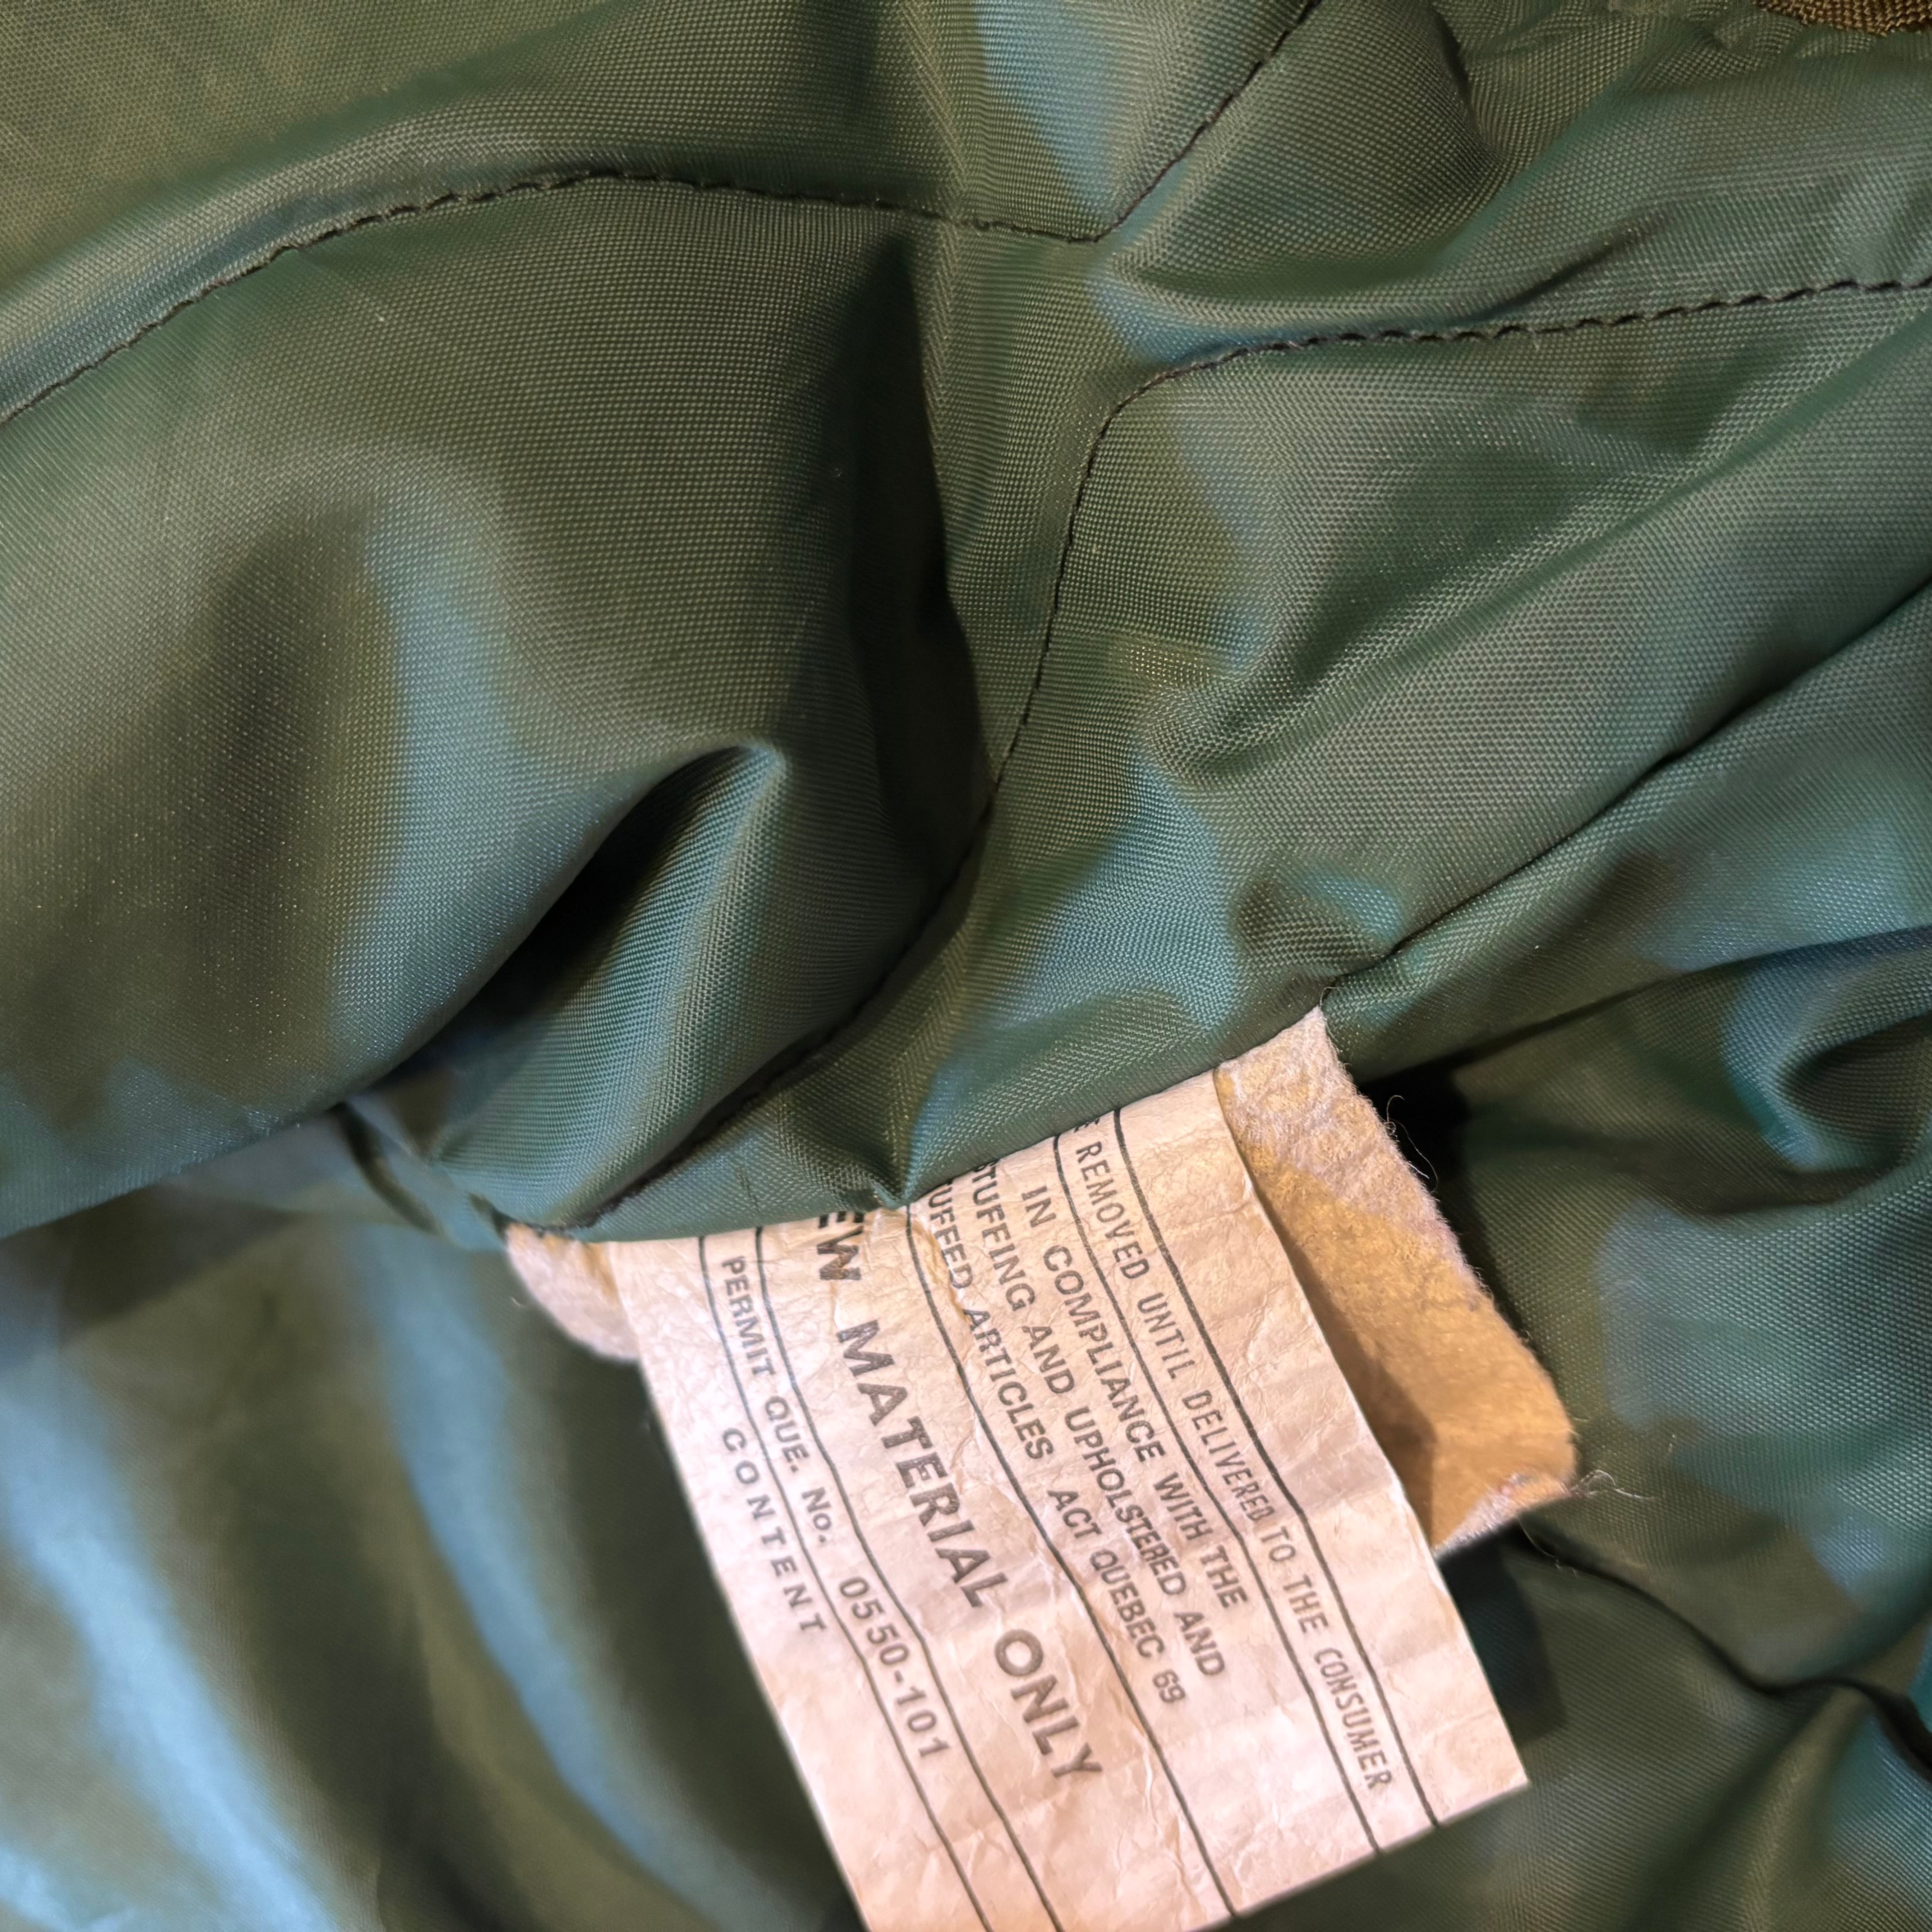 REMOVED UNTIL DELIVERED TO THE CONSUMER
IN COMPLIANCE WITH THE
STUFFING AND UPHOLSTERED AND
STUFFED ARTICLES ACT QUEBEC 69
NEW MATERIAL ONLY
PERMIT QUE. No. 0550-101
CONTENT